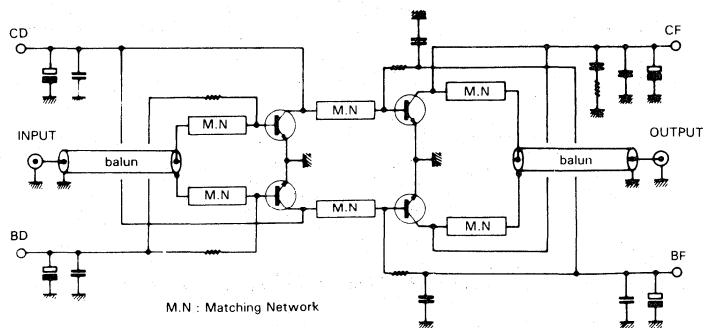 CD
CF
M.N
M.N
M.N
INPUT
OUTPUT
balun
balun
M.N
M.N
M.N
BD
BF
M.N : Matching Network